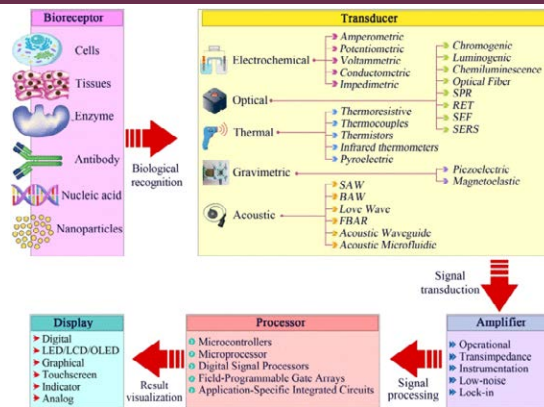 Bioreceptor
Cells
Tissues
Enzyme
Antibody
Nucleic acid
Nanoparticles
Biological
recognition
Transducer
Electrochemical
Amperometric
Potentiometric
Voltammetric
Conductometric
Impedimetric
Optical
Chromogenic
Luminogenic
Chemiluminescence
Optical Fiber
SPR
RET
SEF
SERS
Thermal
Thermoresistive
Thermocouples
Thermistors
Infrared thermometers
Pyroelectric
Gravimetric
Piezoelectric
Magnetoelastic
Acoustic
SAW
BAW
Love Wave
FBAR
Acoustic Waveguide
Acoustic Microfluidic
Signal
transduction
Amplifier
Operational
Transimpedance
Instrumentation
Low-noise
Lock-in
Signal
processing
Processor
Microcontrollers
Microprocessor
Digital Signal Processors
Field-Programmable Gate Arrays
Application-Specific Integrated Circuits
Result
visualization
Display
Digital
LED/LCD/OLED
Graphical
Touchscreen
Indicator
Analog